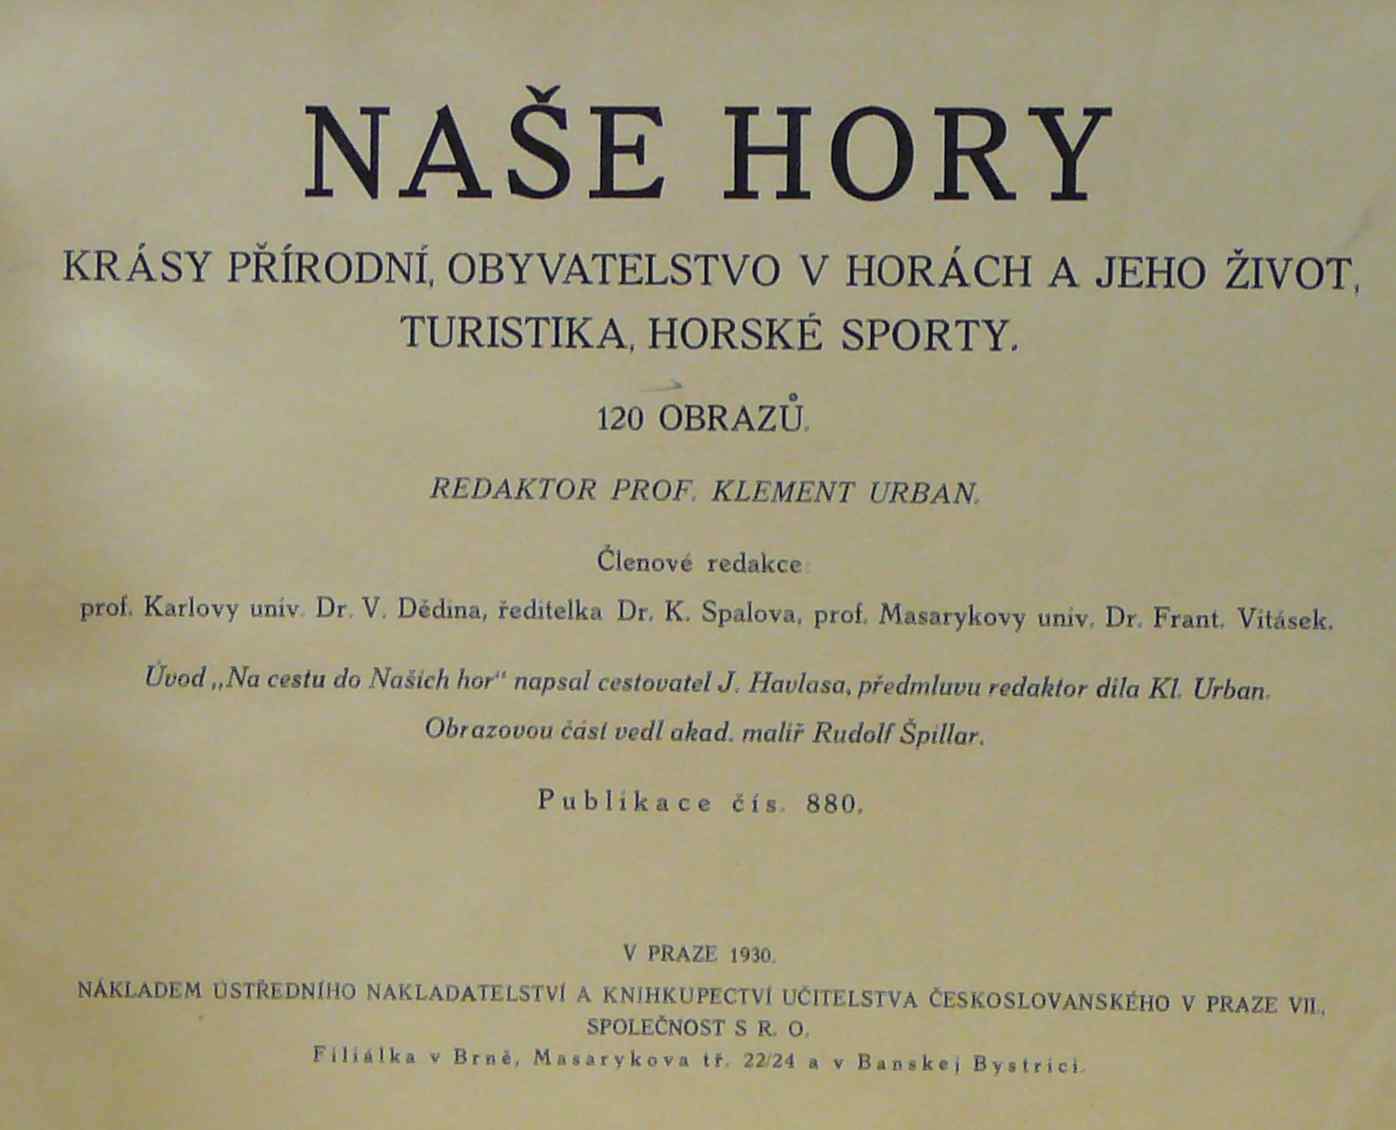 NAŠE HORY
KRÁSY PŘÍRODNÍ, OBYVATELSTVO V HORÁCH A JEHO ŽIVOT,
TURISTIKA, HORSKÉ SPORTY.
120 OBRAZŮ.
REDAKTOR PROF. KLEMENT URBAN.
Členové redakce:
prof. Karlovy univ. Dr. V. Dědina, ředitelka Dr. K. Spalova, prof. Masarykovy univ. Dr. Frant. Vitásek.
Úvod „Na cestu do Našich hor“ napsal cestovatel J. Havlasa, předmluvu redaktor díla Kl. Urban.
Obrazovou část vedl akad. malíř Rudolf Špillar.
Publikace čís. 880.
V PRAZE 1930.
NÁKLADEM ÚSTŘEDNÍHO NAKLADATELSTVÍ A KNIHKUPECTVÍ UČITELSTVA ČESKOSLOVANSKÉHO V PRAZE VII.,
SPOLEČNOST S R. O.
Filiálka v Brně, Masarykova tř. 22/24 a v Banskej Bystrici.